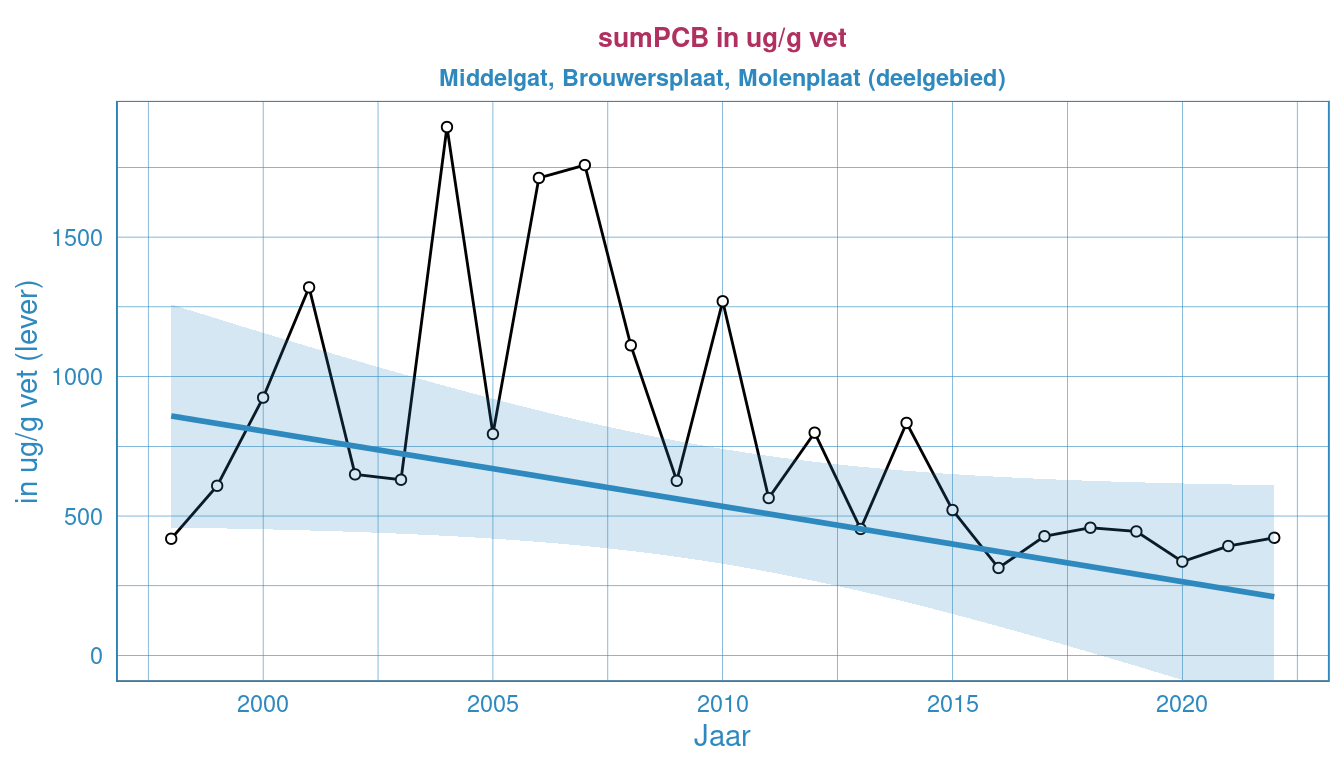 sumPCB in ug/g vet
Middelgat, Brouwersplaat, Molenplaat (deelgebied)
in ug/g vet (lever)
1500
1000
500
0
2000 2005 2010 2015 2020
Jaar